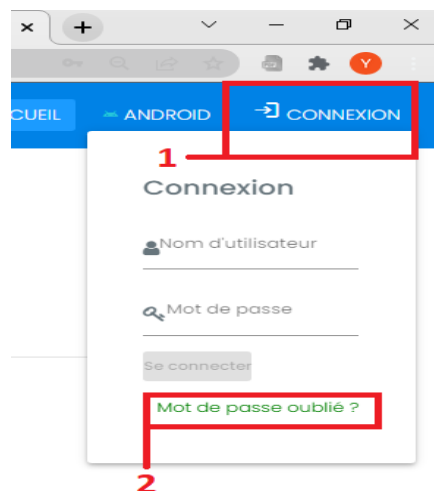 Y
CUEIL ANDROID CONNEXION
1
Connexion
Nom d'utilisateur
Mot de passe
Se connecter
Mot de passe oublié ?
2